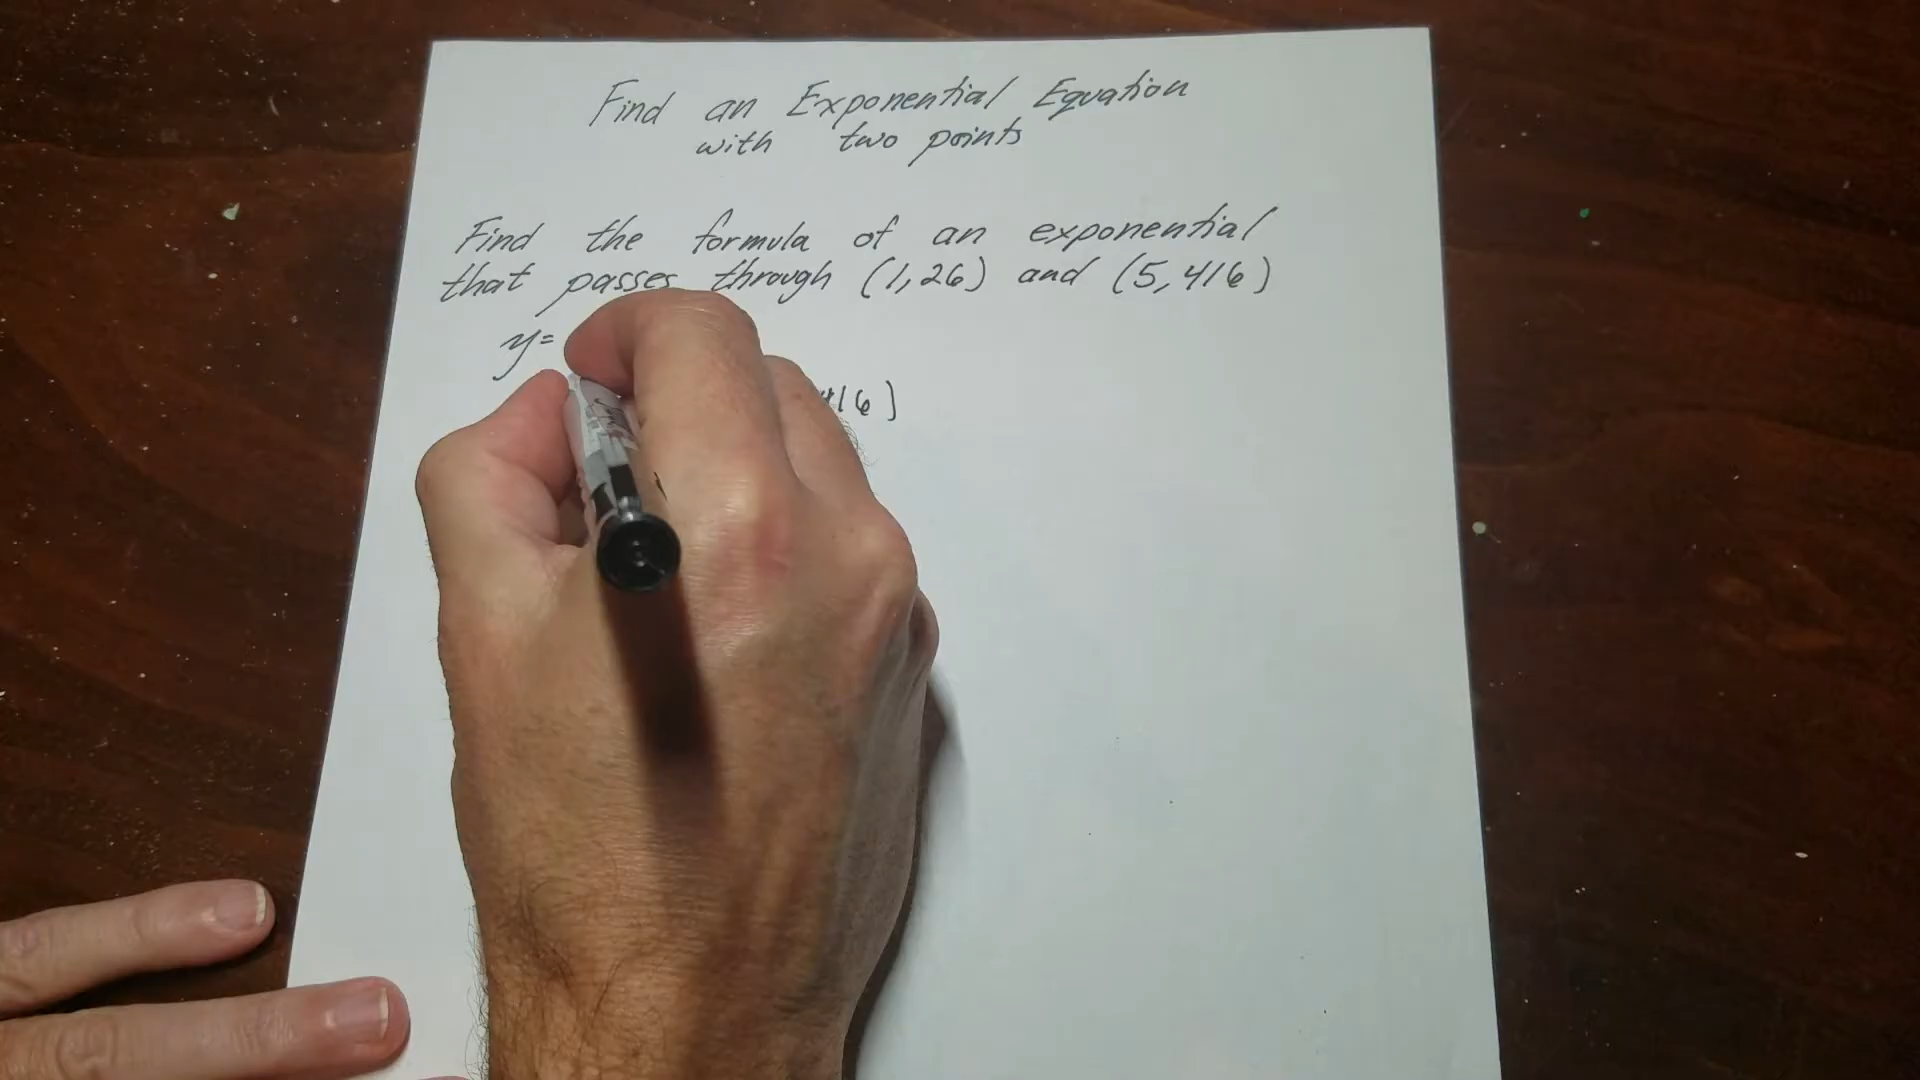 Find an Exponential Equation
with two points
Find the formula of an exponential
that passes through (1,26) and (5,416)
y=
416)